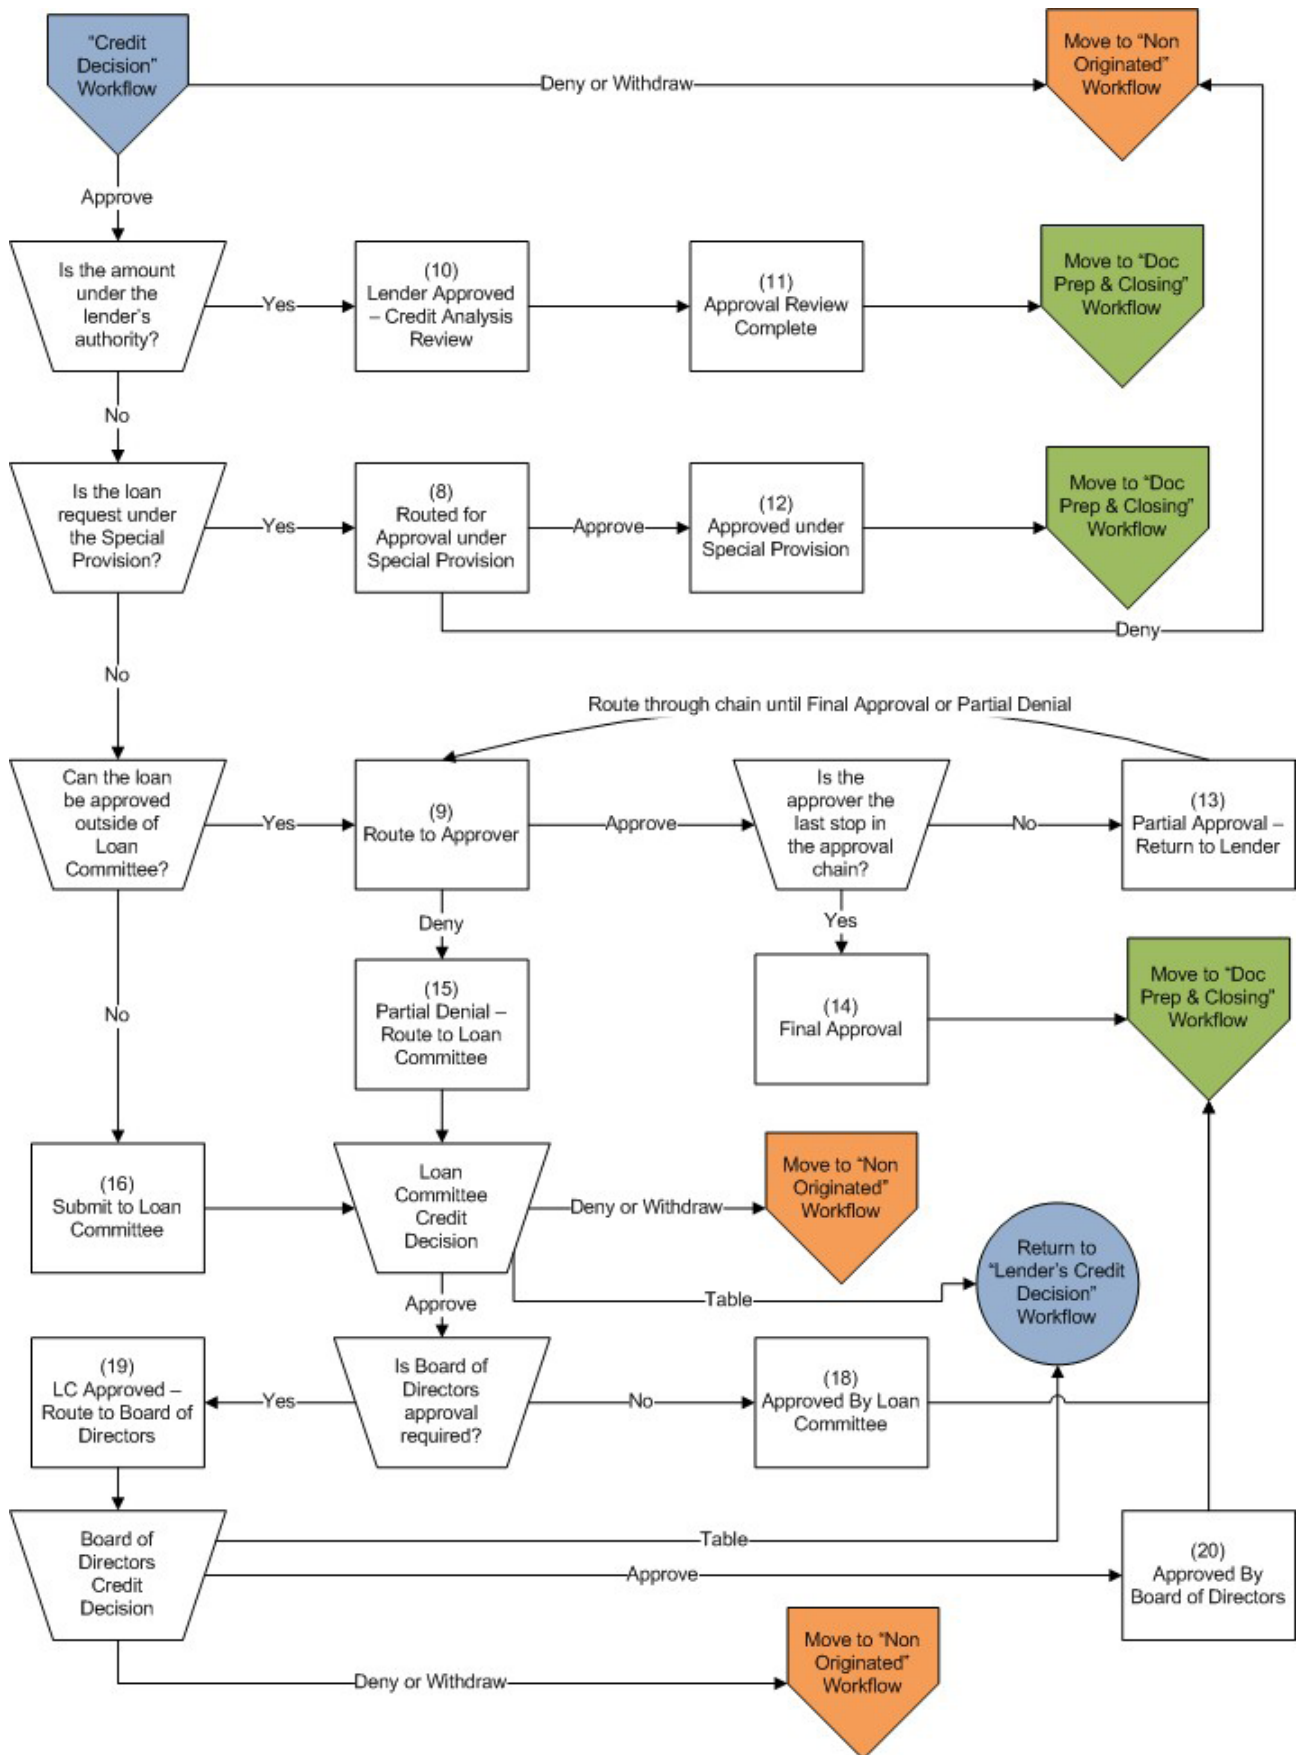 “Credit
Decision”
Workflow
Deny or Withdraw
Move to “Non
Originated”
Workflow
Approve
Is the amount
under the
lender’s
authority?
Yes
(10)
Lender Approved
– Credit Analysis
Review
(11)
Approval Review
Complete
Move to “Doc
Prep & Closing”
Workflow
No
Is the loan
request under
the Special
Provision?
Yes
(8)
Routed for
Approval under
Special Provision
Approve
(12)
Approved under
Special Provision
Move to “Doc
Prep & Closing”
Workflow
Deny
No
Route through chain until Final Approval or Partial Denial
Can the loan
be approved
outside of
Loan
Committee?
Yes
(9)
Route to Approver
Approve
Is the
approver the
last stop in
the approval
chain?
No
(13)
Partial Approval –
Return to Lender
Deny
Yes
(15)
Partial Denial –
Route to Loan
Committee
(14)
Final Approval
Move to “Doc
Prep & Closing”
Workflow
No
(16)
Submit to Loan
Committee
Loan
Committee
Credit
Decision
Deny or Withdraw
Move to “Non
Originated”
Workflow
Return to
“Lender’s Credit
Decision”
Workflow
Table
Approve
(19)
LC Approved –
Route to Board of
Directors
Yes
Is Board of
Directors
approval
required?
No
(18)
Approved By Loan
Committee
Board of
Directors
Credit
Decision
Table
Approve
(20)
Approved By
Board of Directors
Deny or Withdraw
Move to “Non
Originated”
Workflow